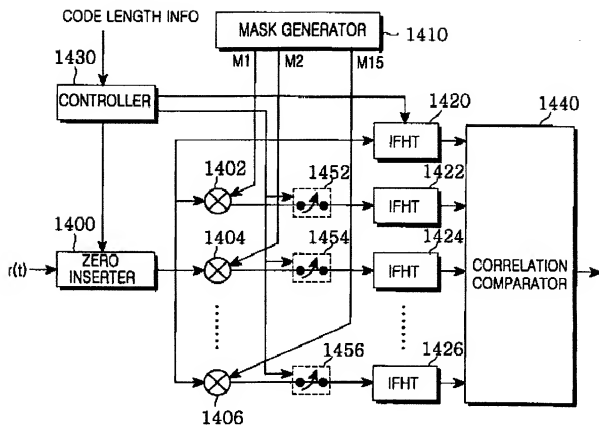 CODE LENGTH INFO
MASK GENERATOR
1410
1430
M1
M2
M15
CONTROLLER
1420
1440
IFHT
1402
1452
1422
IFHT
1400
1404
1454
1424
r(t)
ZERO
INSERTER
IFHT
CORRELATION
COMPARATOR
1456
1426
IFHT
1406